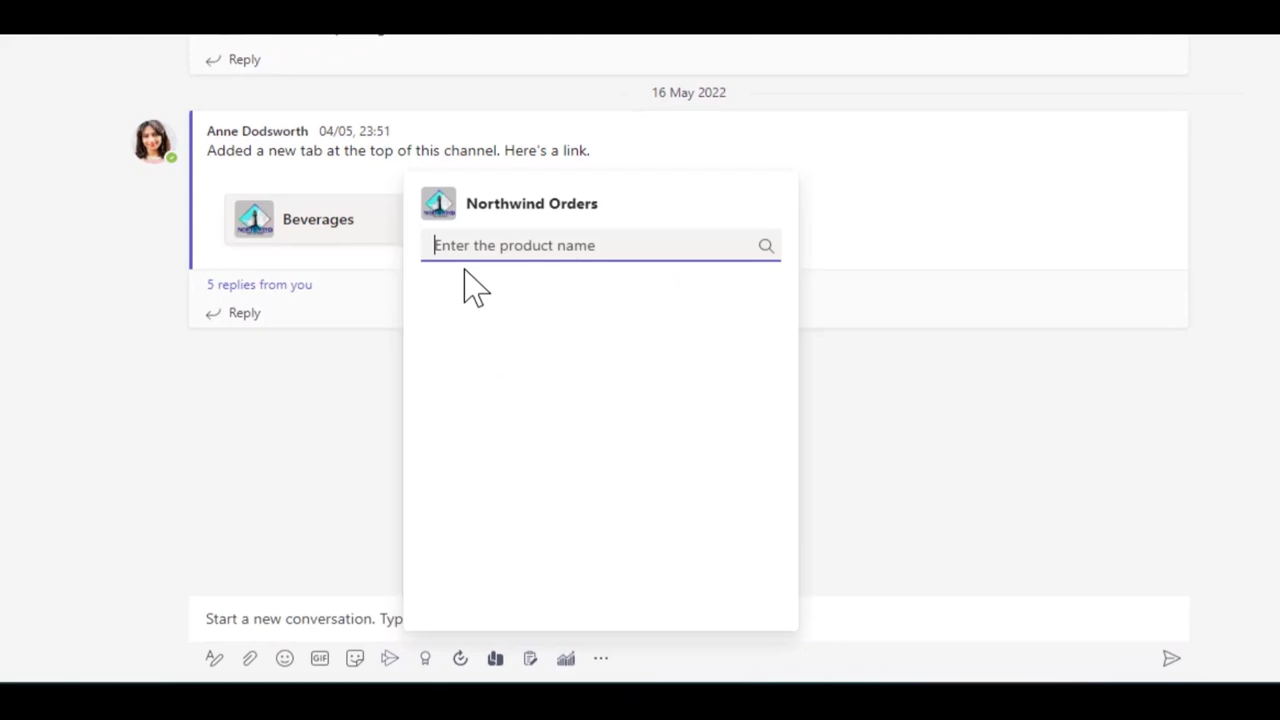 Reply
16 May 2022
Anne Dodsworth 04/05, 23:51
Added a new tab at the top of this channel. Here's a link.
Beverages
5 replies from you
Reply
Northwind Orders
Enter the product name
Start a new conversation. Typ
GIF